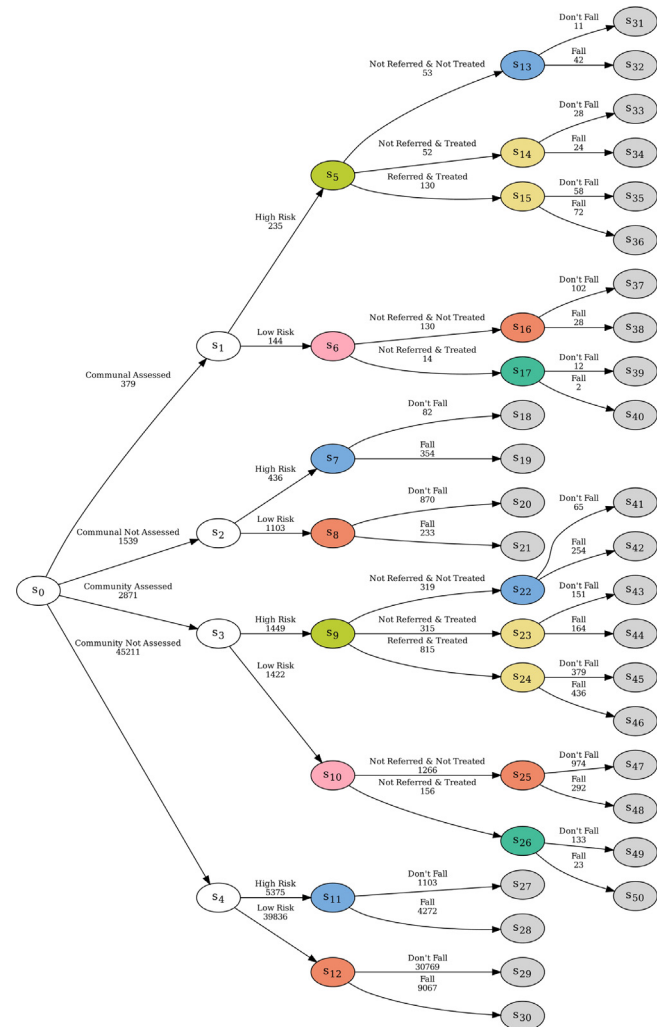 Don't Fall
11
s31
Fall
42
s32
Not Referred & Not Treated
53
s13
Don't Fall
28
s33
Fall
24
s34
Not Referred & Treated
52
s14
Referred & Treated
130
s15
s5
Don't Fall
58
s35
Fall
72
s36
High Risk
235
Don't Fall
102
s37
Fall
28
s38
Not Referred & Not Treated
130
s16
s1
Low Risk
144
s6
Not Referred & Treated
14
s17
Don't Fall
12
s39
Fall
2
s40
Communal Assessed
379
Don't Fall
82
s18
s7
Fall
354
s19
High Risk
436
Don't Fall
870
s20
Communal Not Assessed
1539
s2
Low Risk
1103
s8
Fall
233
s21
Don't Fall
65
s41
Fall
254
s42
s0
Community Assessed
2871
Not Referred & Not Treated
319
s22
Don't Fall
151
s43
s3
High Risk
1449
s9
Not Referred & Treated
315
s23
Fall
164
s44
Referred & Treated
815
s24
Don't Fall
379
s45
Fall
436
s46
Community Not Assessed
45211
Low Risk
1422
s10
Not Referred & Not Treated
1266
s25
Don't Fall
974
s47
Fall
292
s48
Not Referred & Treated
156
s26
Don't Fall
133
s49
Fall
23
s50
s4
High Risk
5375
s11
Don't Fall
1103
s27
Fall
4272
s28
Low Risk
39836
s12
Don't Fall
30769
s29
Fall
9067
s30